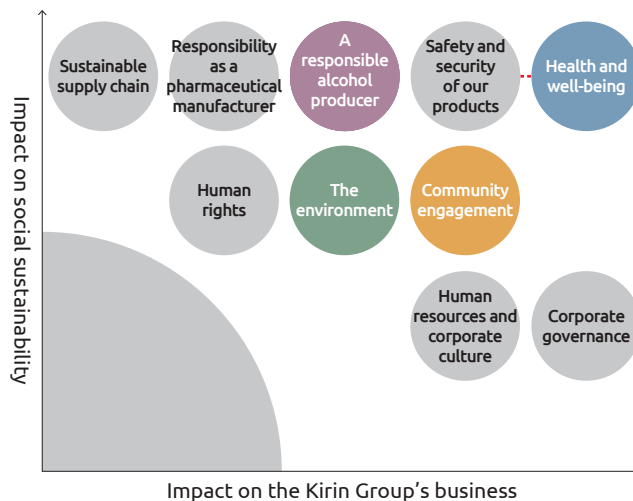 Impact on social sustainability
Sustainable
supply chain
Responsibility
as a
pharmaceutical
manufacturer
A
responsible
alcohol
producer
Safety and
security
of our
products
Health and
well-being
Human
rights
The
environment
Community
engagement
Human
resources and
corporate
culture
Corporate
governance
Impact on the Kirin Group’s business